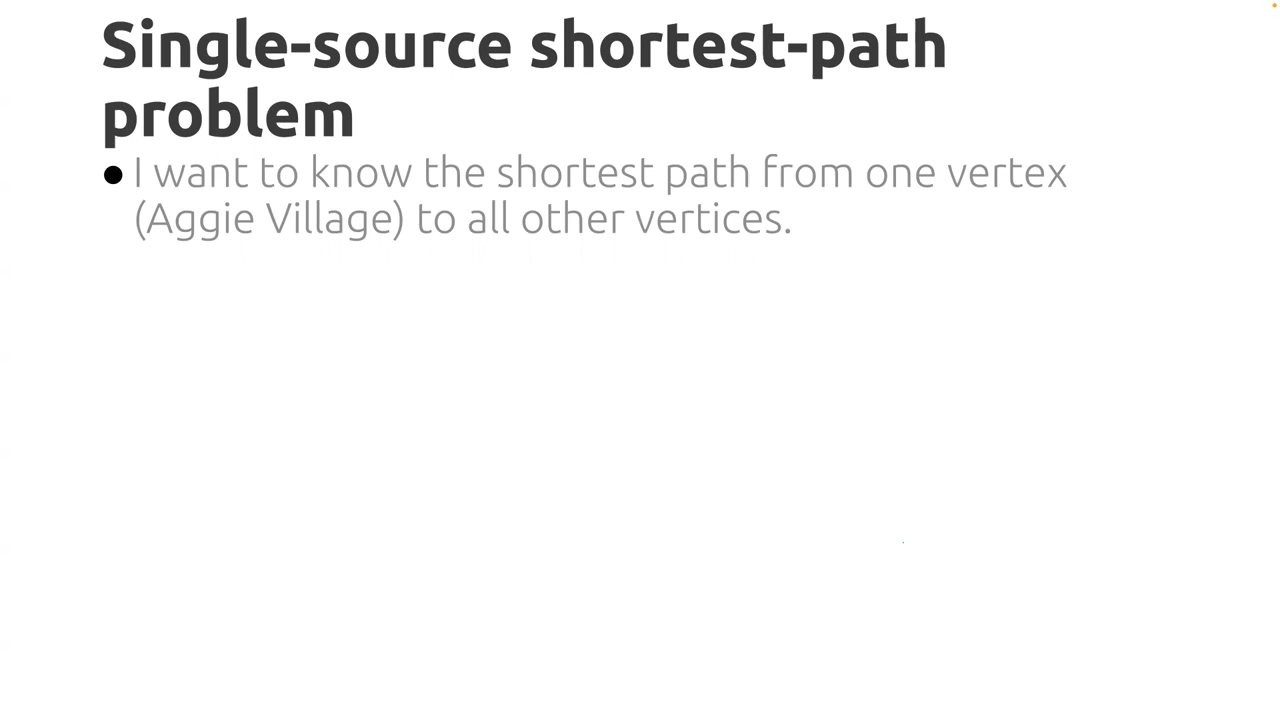 Single-source shortest-path
problem
● I want to know the shortest path from one vertex
(Aggie Village) to all other vertices.